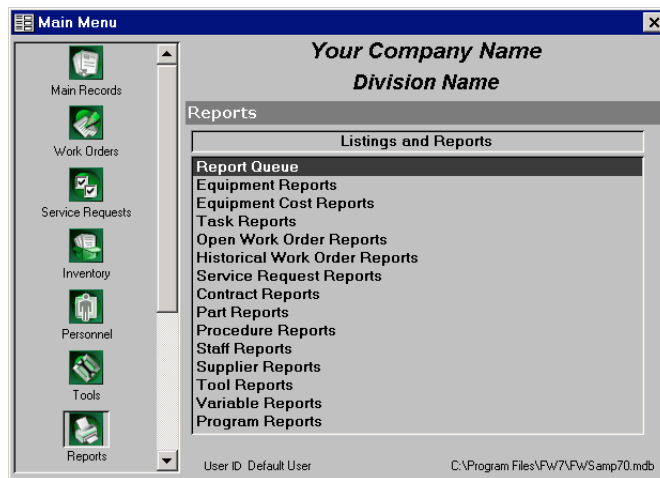 Main Menu
Your Company Name
Division Name
Main Records
Work Orders
Service Requests
Inventory
Personnel
Tools
Reports
Reports
Listings and Reports
Report Queue
Equipment Reports
Equipment Cost Reports
Task Reports
Open Work Order Reports
Historical Work Order Reports
Service Request Reports
Contract Reports
Part Reports
Procedure Reports
Staff Reports
Supplier Reports
Tool Reports
Variable Reports
Program Reports
User ID Default User
C:\Program Files\FW7\FWSamp70.mdb